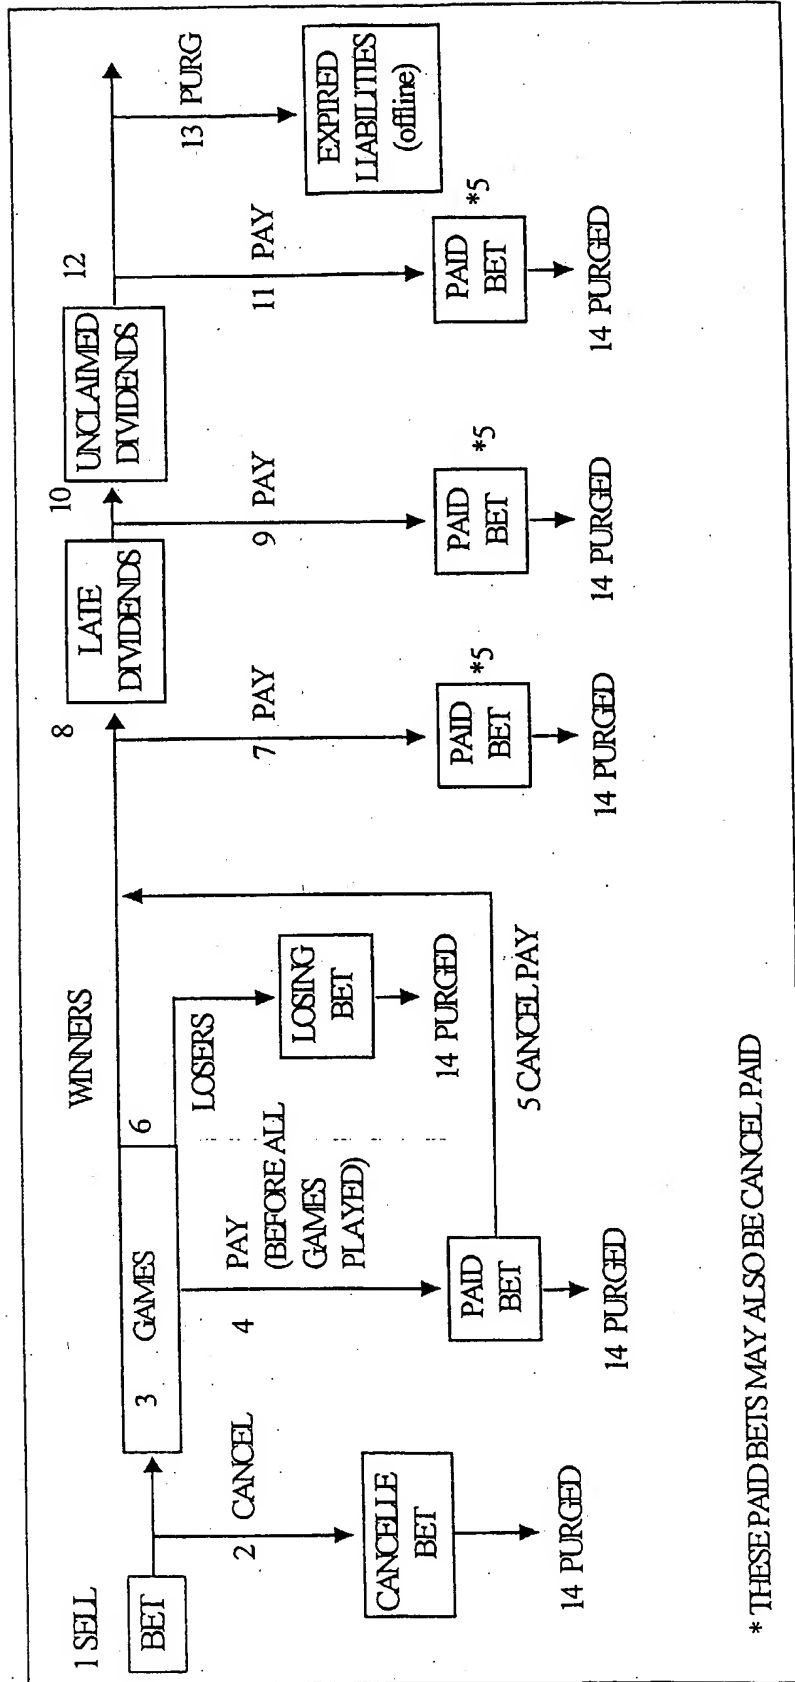 1 SELL
BET
2 CANCEL
CANCELLE
BET
14 PURGED
3 GAMES
4 PAY
(BEFORE ALL
GAMES
PLAYED)
PAID
BET
14 PURGED
5 CANCEL PAY
6
WINNERS
LOSERS
LOSING
BET
14 PURGED
7 PAY
PAID
BET
*5
14 PURGED
8
LATE
DIVIDENDS
9 PAY
PAID
BET
*5
14 PURGED
10
UNCLAIMED
DIVIDENDS
11 PAY
PAID
BET
*5
14 PURGED
12
13 PURG
EXPIRED
LIABILITIES
(offline)
* THESE PAID BETS MAY ALSO BE CANCEL PAID